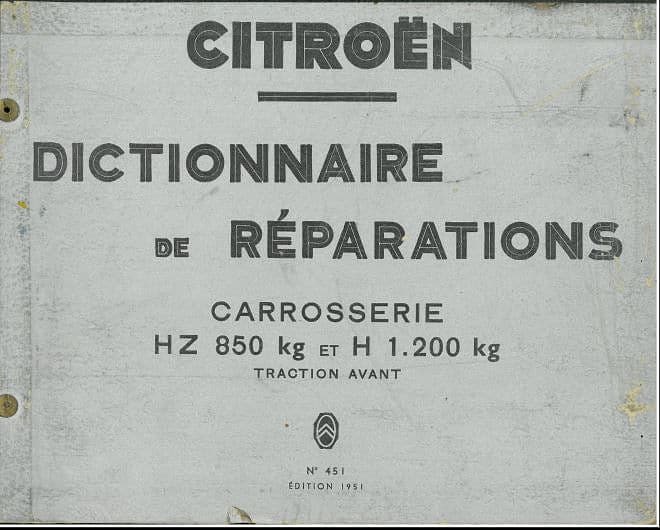 CITROËN
DICTIONNAIRE
DE RÉPARATIONS
CARROSSERIE
HZ 850 kg ET H 1.200 kg
TRACTION AVANT
N° 451
ÉDITION 1951